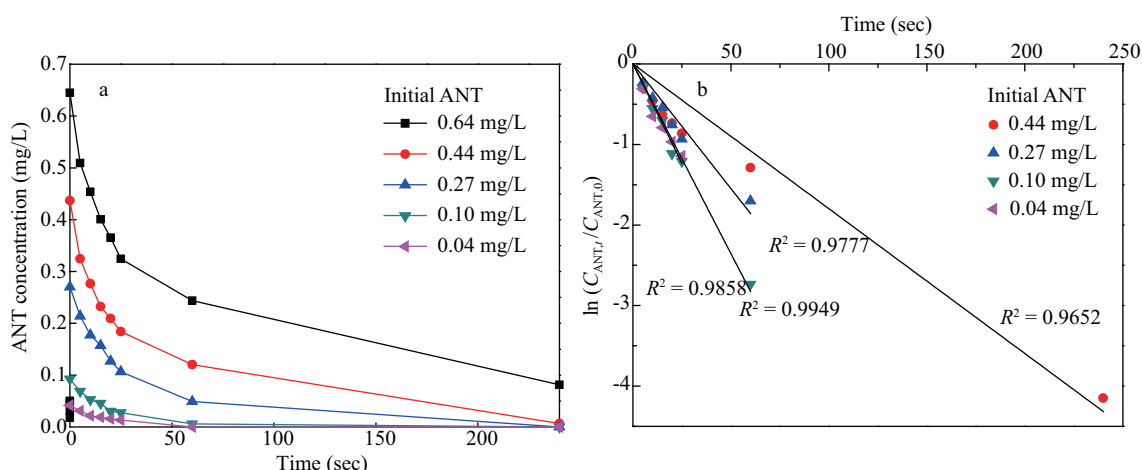 a
Initial ANT
0.64 mg/L
0.44 mg/L
0.27 mg/L
0.10 mg/L
0.04 mg/L
ANT concentration (mg/L)
0.7
0.6
0.5
0.4
0.3
0.2
0.1
0.0
0
50
100
150
200
Time (sec)
Time (sec)
0
50
100
150
200
250
b
Initial ANT
0.44 mg/L
0.27 mg/L
0.10 mg/L
0.04 mg/L
ln (C_ANT,t/C_ANT,0)
0
-1
-2
-3
-4
R² = 0.9777
R² = 0.9858
R² = 0.9949
R² = 0.9652